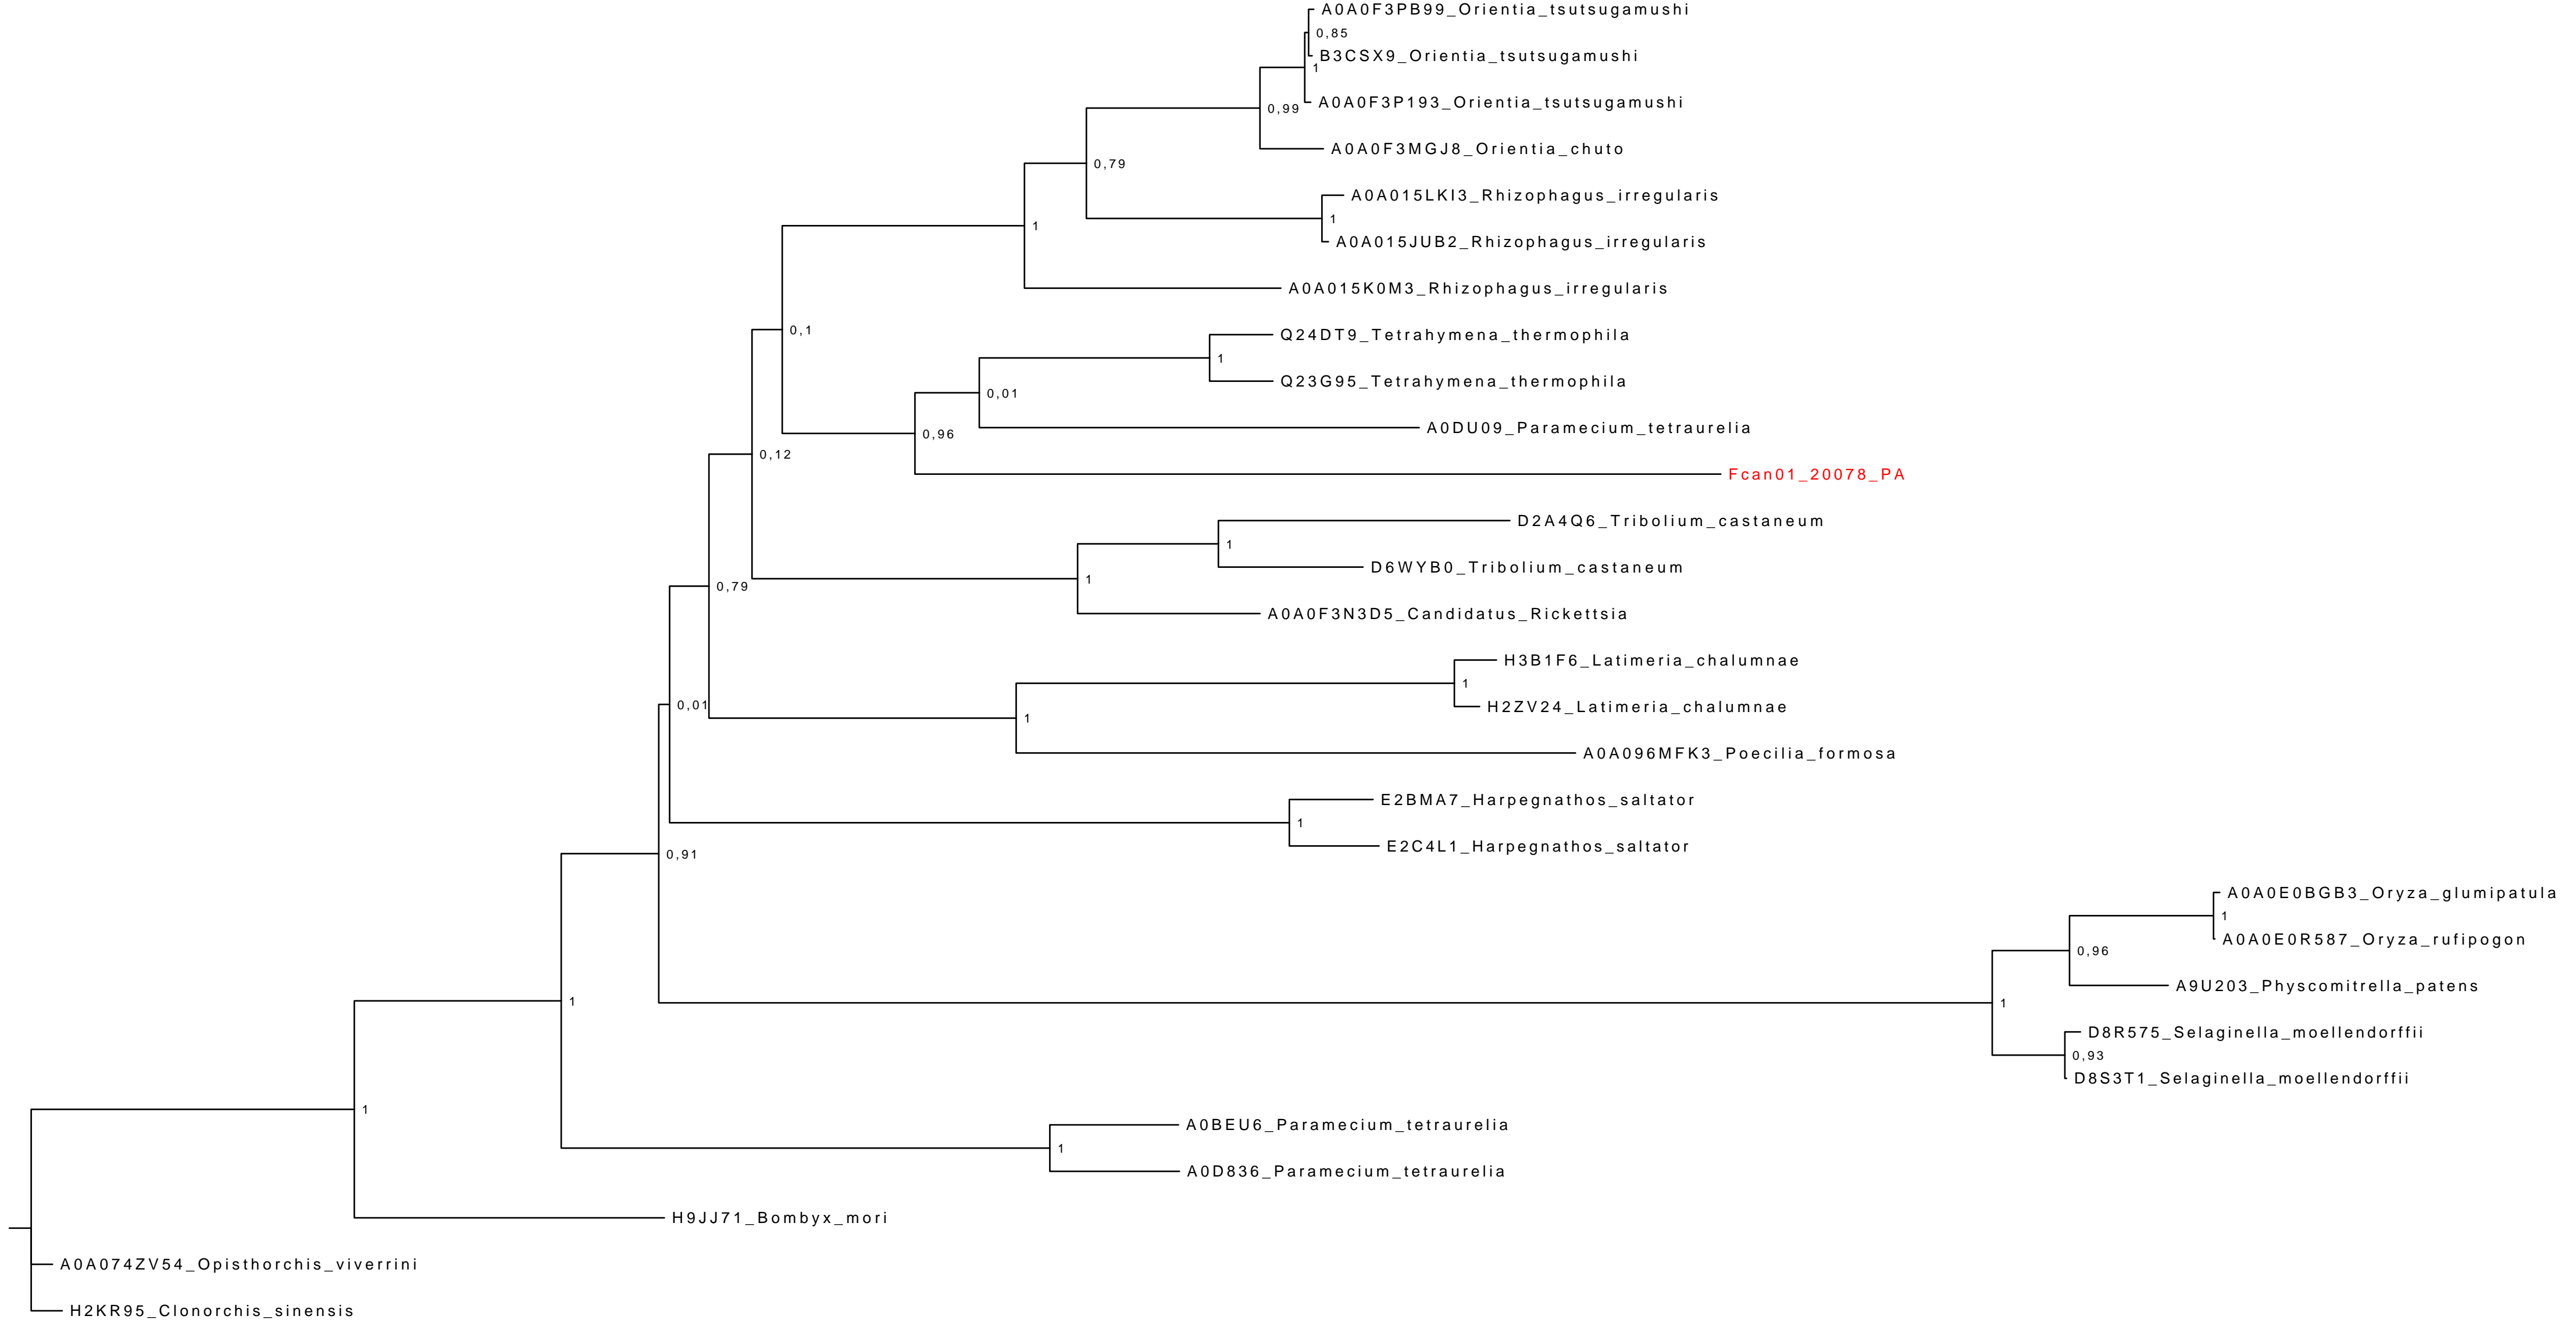 A0A0F3PB99_Orientia_tsutsugamushi
0,85
B3CSX9_Orientia_tsutsugamushi
1
A0A0F3P193_Orientia_tsutsugamushi
0,99
A0A0F3MGJ8_Orientia_chuto
0,79
A0A015LKI3_Rhizophagus_irregularis
1
1
A0A015JUB2_Rhizophagus_irregularis
A0A015K0M3_Rhizophagus_irregularis
0,1
Q24DT9_Tetrahymena_thermophila
1
Q23G95_Tetrahymena_thermophila
0,01
A0DU09_Paramecium_tetraurelia
0,96
0,12
Fcan01_20078_PA
D2A4Q6_Tribolium_castaneum
1
D6WYB0_Tribolium_castaneum
1
0,79
A0A0F3N3D5_Candidatus_Rickettsia
H3B1F6_Latimeria_chalumnae
1
0,01
H2ZV24_Latimeria_chalumnae
1
A0A096MFK3_Poecilia_formosa
E2BMA7_Harpegnathos_saltator
1
E2C4L1_Harpegnathos_saltator
0,91
A0A0E0BGB3_Oryza_glumipatula
1
A0A0E0R587_Oryza_rufipogon
0,96
A9U203_Physcomitrella_patens
1
1
D8R575_Selaginella_moellendorffii
0,93
D8S3T1_Selaginella_moellendorffii
1
A0BEU6_Paramecium_tetraurelia
1
A0D836_Paramecium_tetraurelia
H9JJ71_Bombyx_mori
A0A074ZV54_Opisthorchis_viverrini
H2KR95_Clonorchis_sinensis